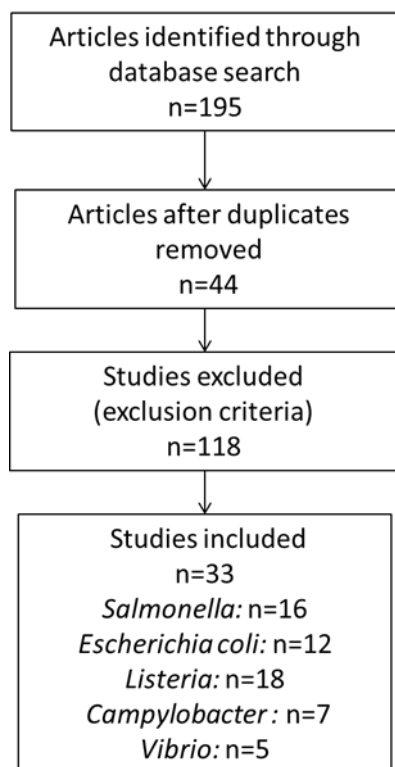 Articles identified through
database search
n=195
Articles after duplicates
removed
n=44
Studies excluded
(exclusion criteria)
n=118
Studies included
n=33
Salmonella: n=16
Escherichia coli: n=12
Listeria: n=18
Campylobacter : n=7
Vibrio: n=5